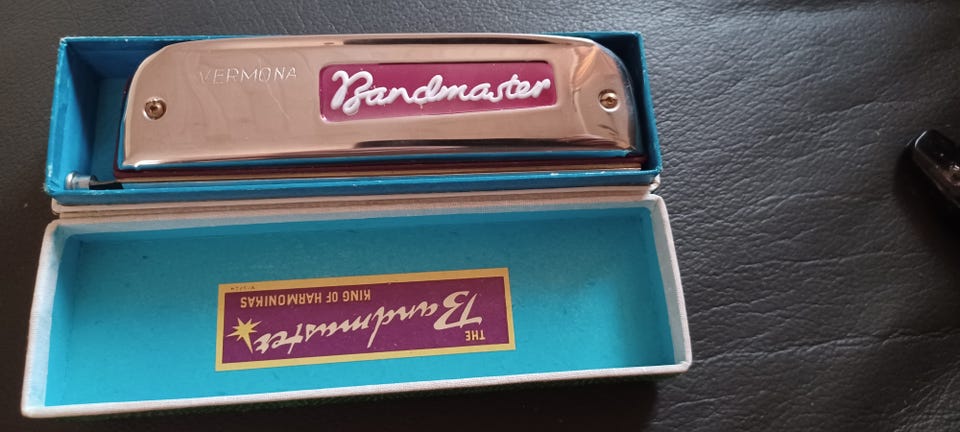 VERMONA
Bandmaster
THE
Bandmaster
KING OF HARMONIKAS